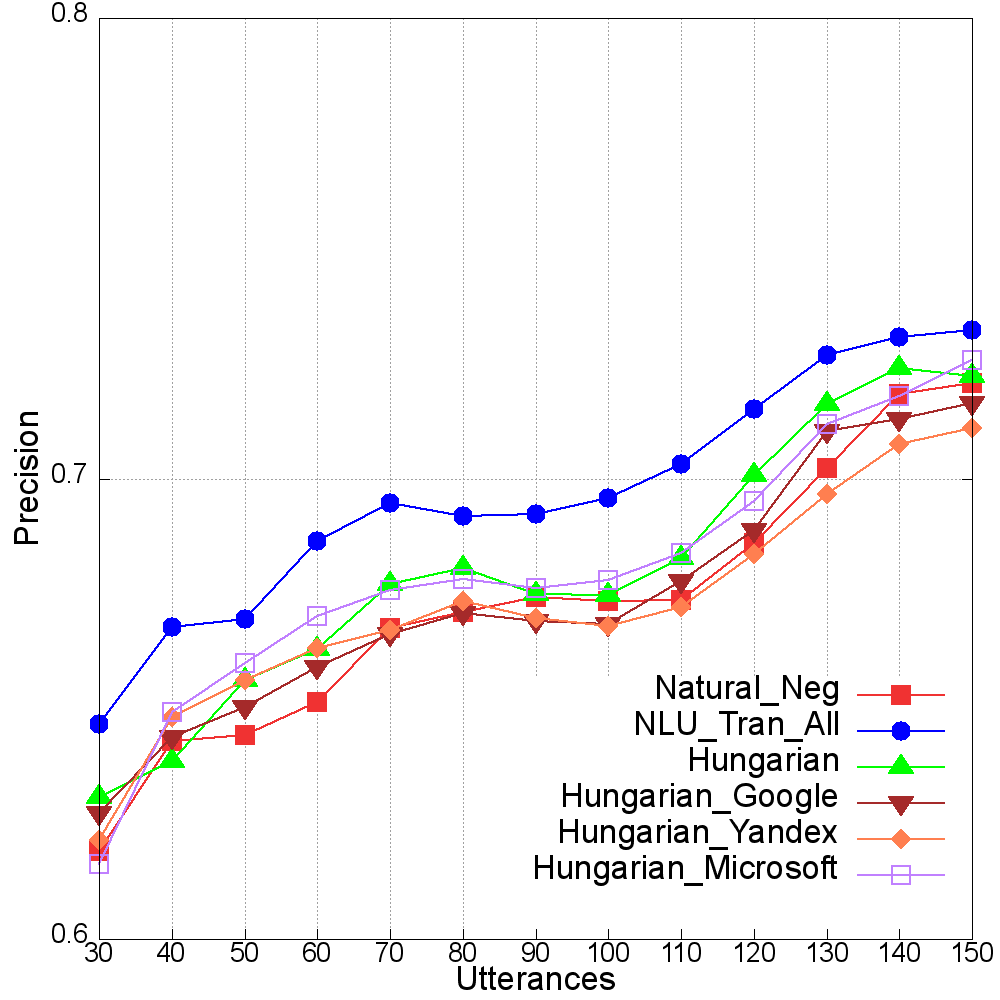 0.8
0.7
0.6
Precision
30 40 50 60 70 80 90 100 110 120 130 140 150
Utterances
Natural_Neg
NLU_Tran_All
Hungarian
Hungarian_Google
Hungarian_Yandex
Hungarian_Microsoft